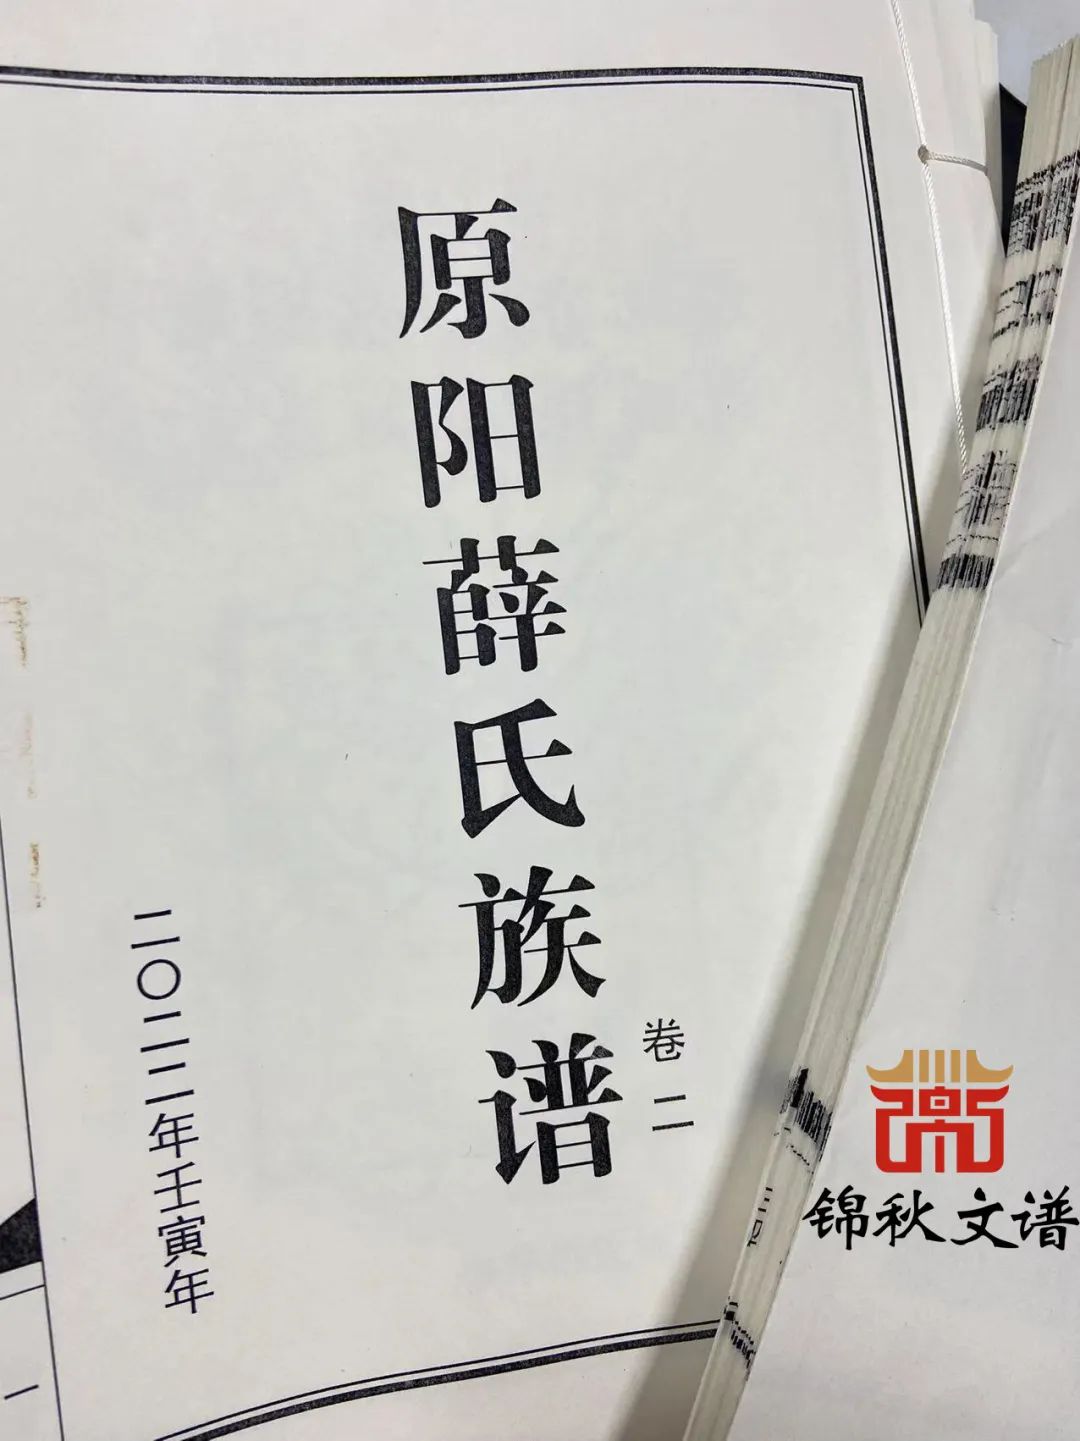 原阳薛氏族谱
卷二
二〇二二年壬寅年
一
锦秋文谱